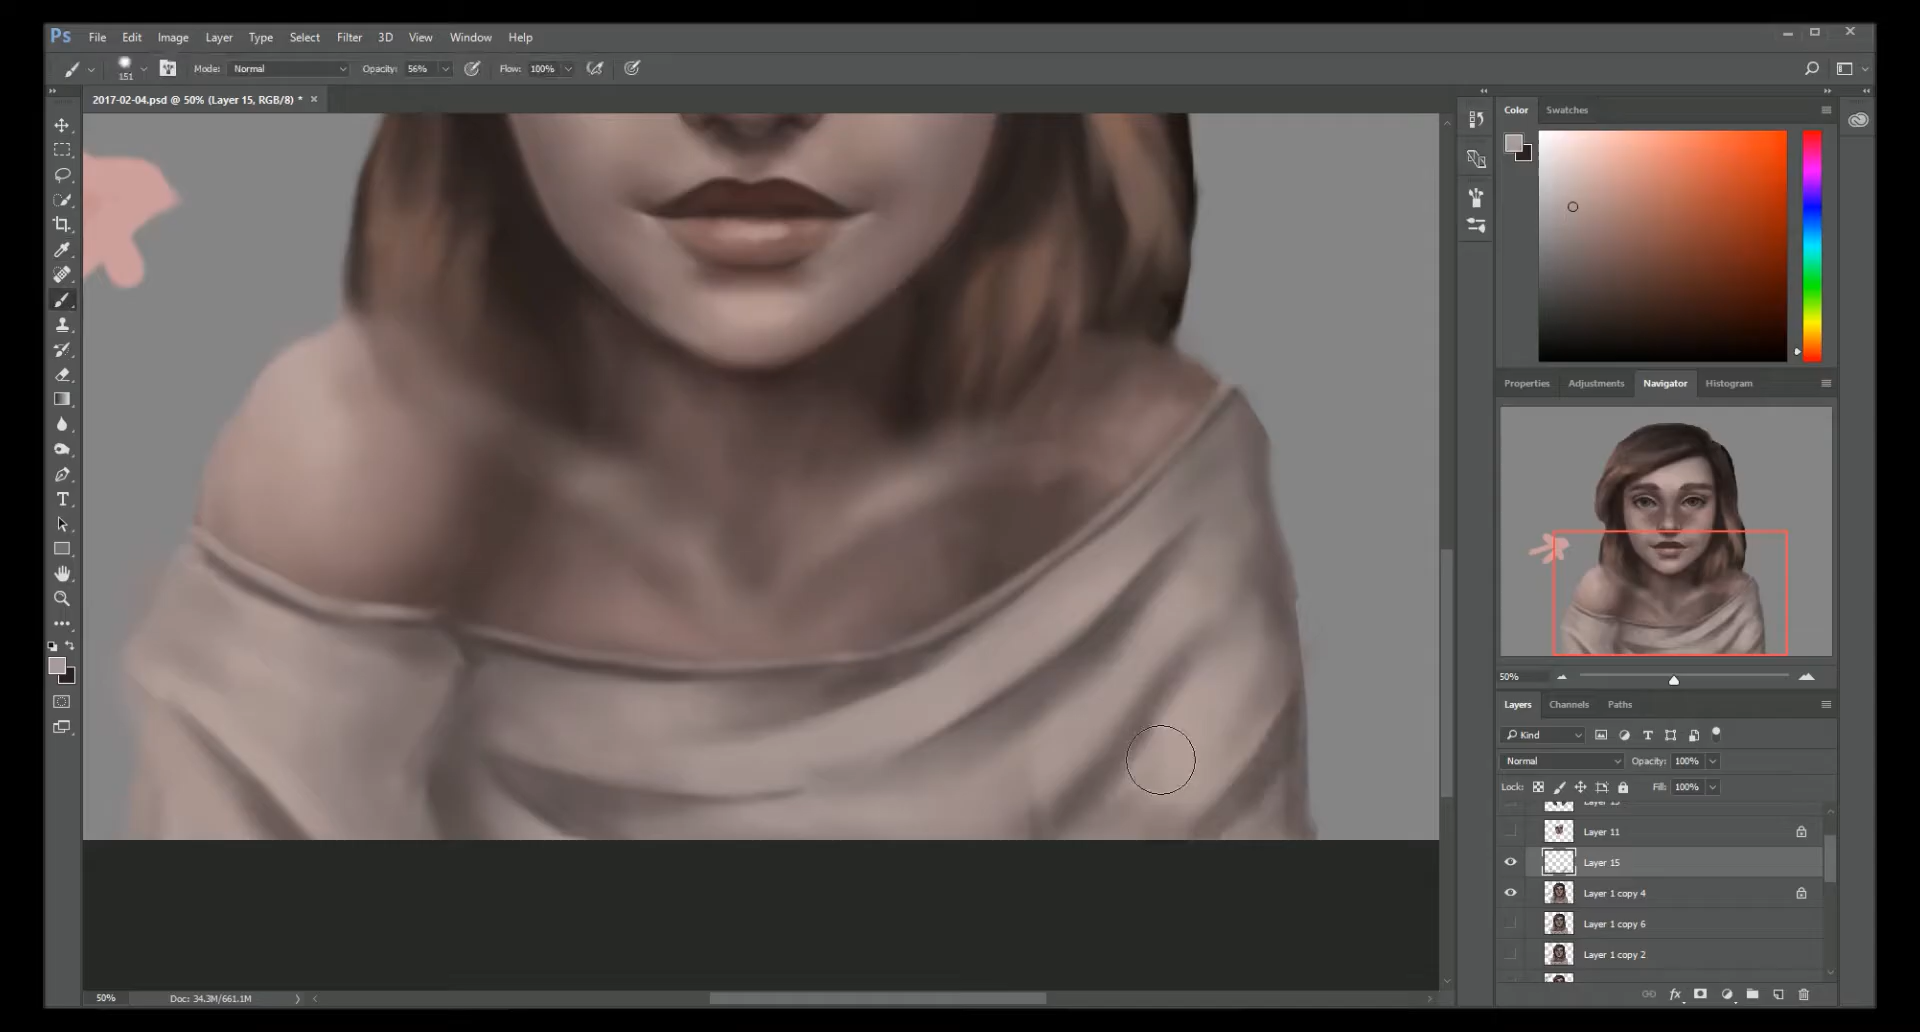 Ps File Edit Image Layer Type Select Filter 3D View Window Help
151 Mode: Normal Opacity: 56% Flow: 100%
2017-02-04.psd @ 50% (Layer 15, RGB/8) * ×
Color Swatches
Properties Adjustments Navigator Histogram
50%
Layers Channels Paths
Kind
Normal Opacity: 100%
Lock: Fill: 100%
Layer 11
Layer 15
Layer 1 copy 4
Layer 1 copy 6
Layer 1 copy 2
50% Doc: 34.3M/661.1M
fx